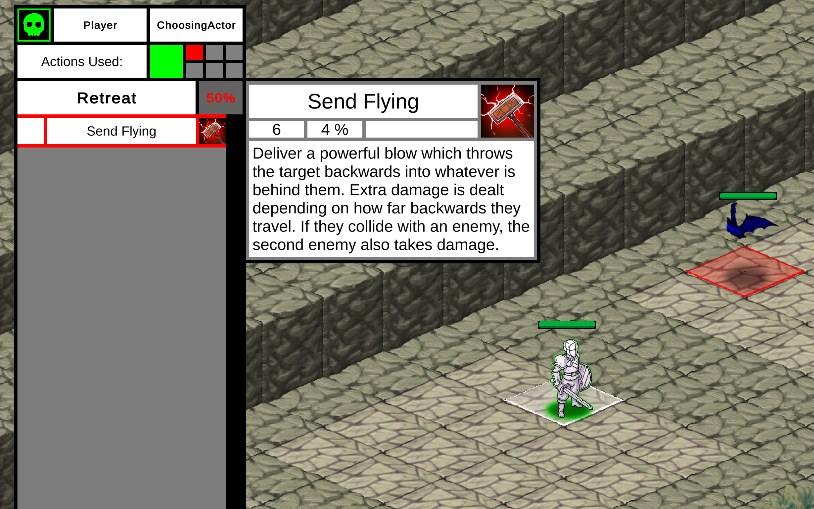 Player
ChoosingActor
Actions Used:
Retreat
50%
Send Flying
Send Flying
6
4 %
Deliver a powerful blow which throws
the target backwards into whatever is
behind them. Extra damage is dealt
depending on how far backwards they
travel. If they collide with an enemy, the
second enemy also takes damage.